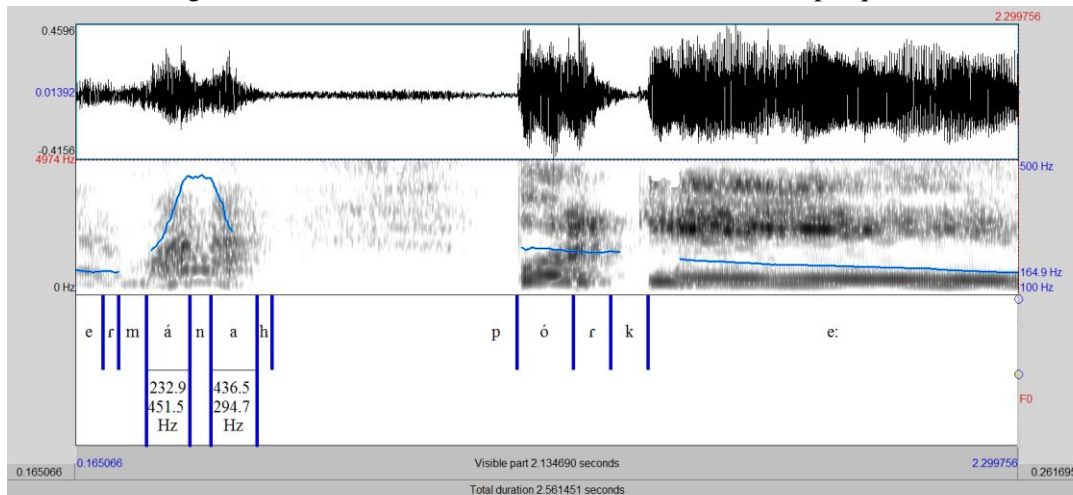 2.299756
0.4596
0.01392
-0.4156
4974 Hz
500 Hz
164.9 Hz
0 Hz
100 Hz
e ɾ m á n a h p ó ɾ k e:
232.9 436.5
451.5 294.7
Hz Hz
F0
0.165066 0.165066 Visible part 2.134690 seconds 2.299756 0.261695
Total duration 2.561451 seconds